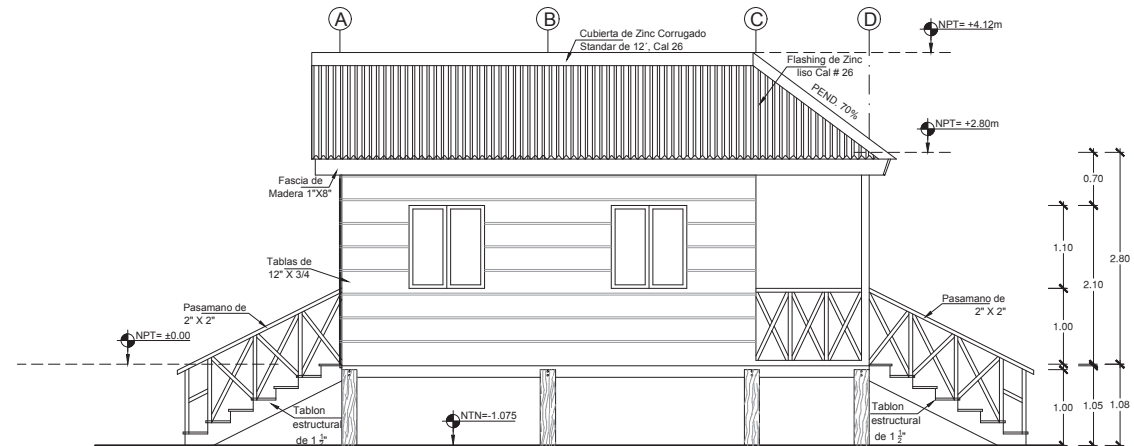 A
B
C
D
NPT= +4.12m
Cubierta de Zinc Corrugado
Standar de 12´, Cal 26
Flashing de Zinc
liso Cal # 26
PEND. 70%
NPT= +2.80m
Fascia de
Madera 1"X8"
0.70
Tablas de
12" X 3/4
1.10
2.10
2.80
Pasamano de
2" X 2"
Pasamano de
2" X 2"
NPT= ±0.00
1.00
Tablon
estructural
de 1 1/2"
NTN=-1.075
Tablon
estructural
de 1 1/2"
1.00
1.05
1.08